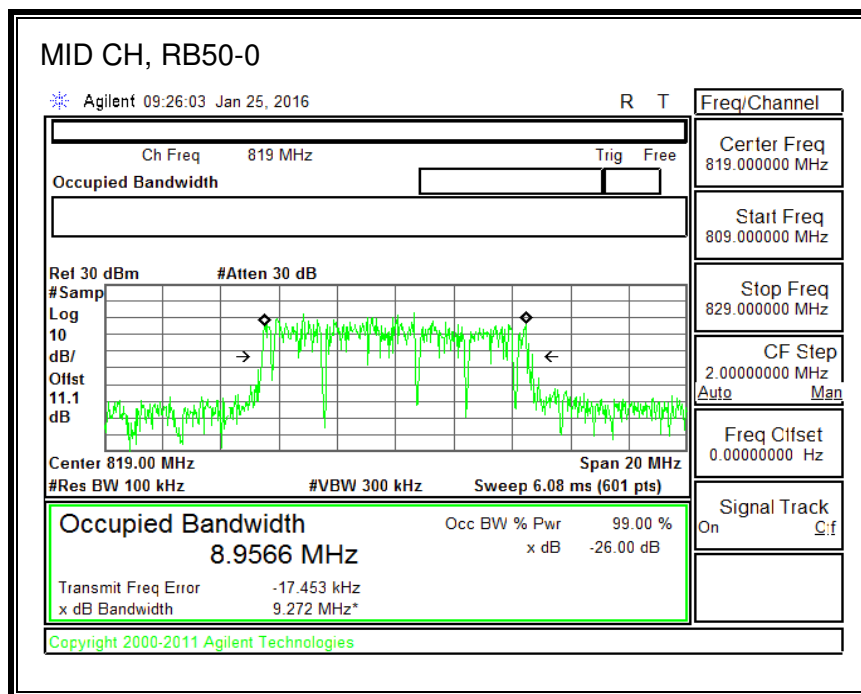 MID CH, RB50-0
Agilent 09:26:03 Jan 25, 2016 R T
Freq/Channel
Ch Freq 819 MHz Trig Free
Occupied Bandwidth
Center Freq
819.000000 MHz
Start Freq
809.000000 MHz
Stop Freq
829.000000 MHz
CF Step
2.00000000 MHz
Auto Man
Freq Offset
0.00000000 Hz
Signal Track
On Off
Ref 30 dBm #Atten 30 dB
#Samp
Log
10
dB/
Offst
11.1
dB
Center 819.00 MHz Span 20 MHz
#Res BW 100 kHz #VBW 300 kHz Sweep 6.08 ms (601 pts)
Occupied Bandwidth
8.9566 MHz
Occ BW % Pwr 99.00 %
x dB -26.00 dB
Transmit Freq Error -17.453 kHz
x dB Bandwidth 9.272 MHz*
Copyright 2000-2011 Agilent Technologies